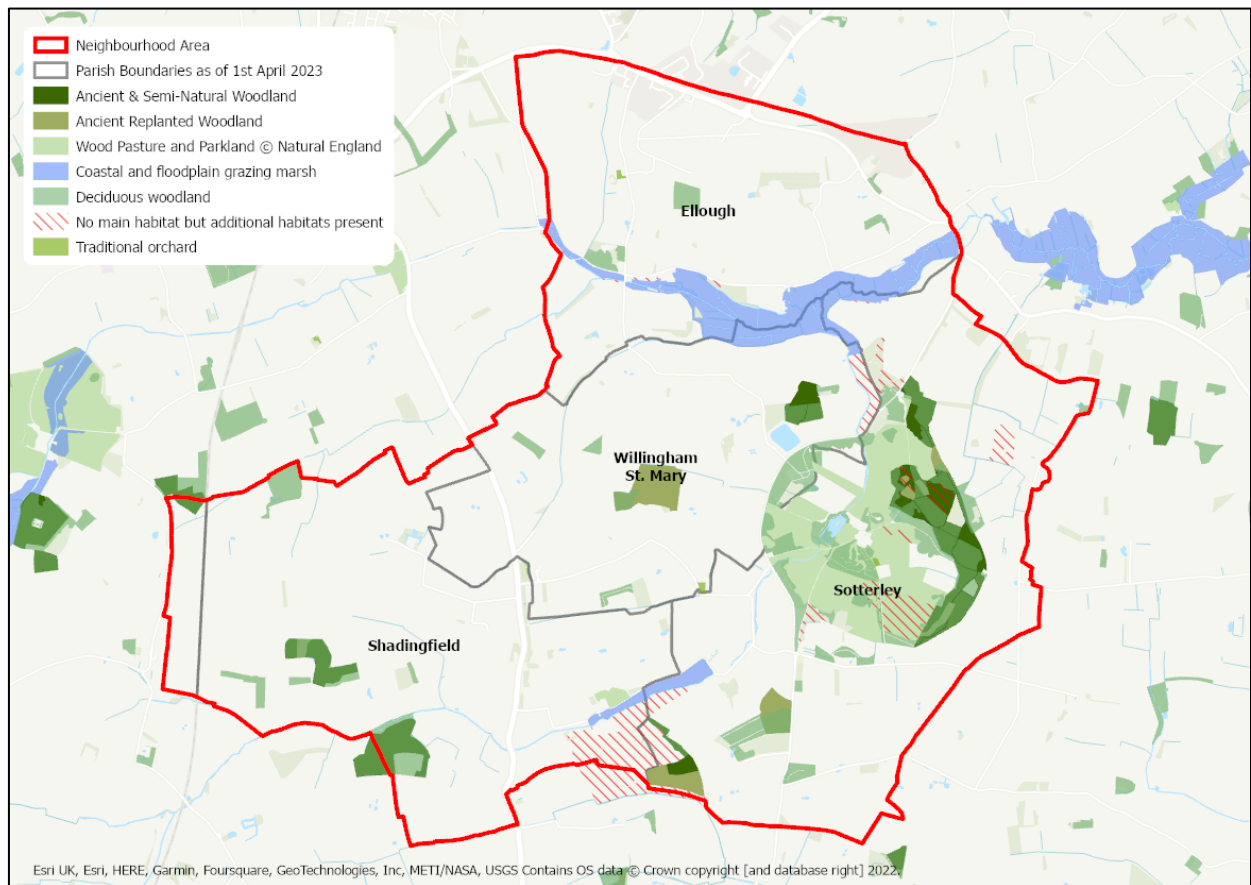 Neighbourhood Area
Parish Boundaries as of 1st April 2023
Ancient & Semi-Natural Woodland
Ancient Replanted Woodland
Wood Pasture and Parkland © Natural England
Coastal and floodplain grazing marsh
Deciduous woodland
No main habitat but additional habitats present
Traditional orchard
Ellough
Willingham
St. Mary
Sotterley
Shadingfield
Esri UK, Esri, HERE, Garmin, Foursquare, GeoTechnologies, Inc, METI/NASA, USGS Contains OS data © Crown copyright [and database right] 2022.